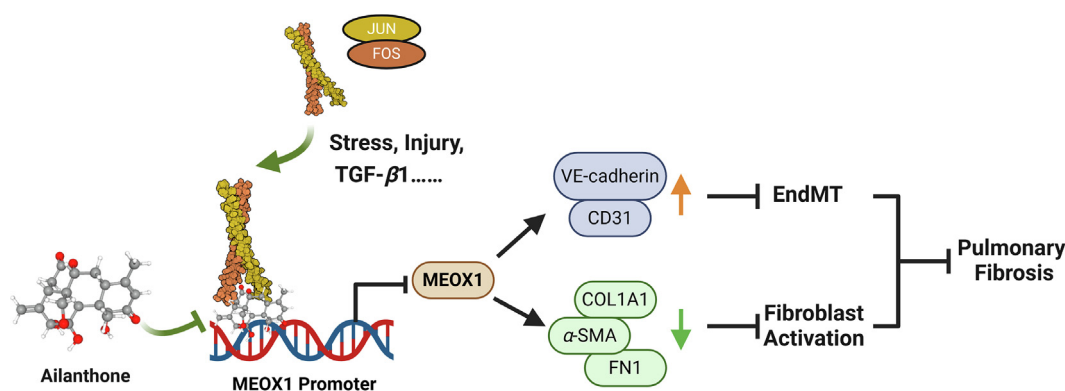 JUN
FOS
Stress, Injury,
TGF-β1......
VE-cadherin
CD31
EndMT
Pulmonary
Fibrosis
MEOX1
COL1A1
α-SMA
FN1
Fibroblast
Activation
Ailanthone
MEOX1 Promoter